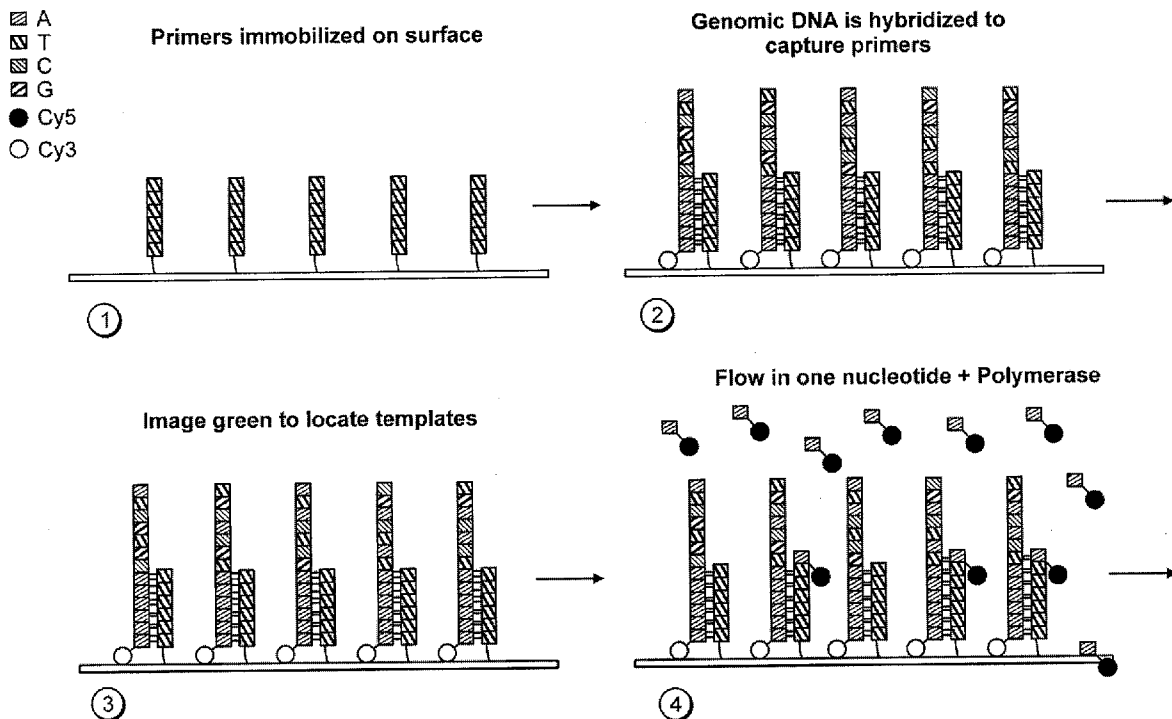 A
T
C
G
Cy5
Cy3
Primers immobilized on surface
Genomic DNA is hybridized to
capture primers
1
2
Image green to locate templates
Flow in one nucleotide + Polymerase
3
4